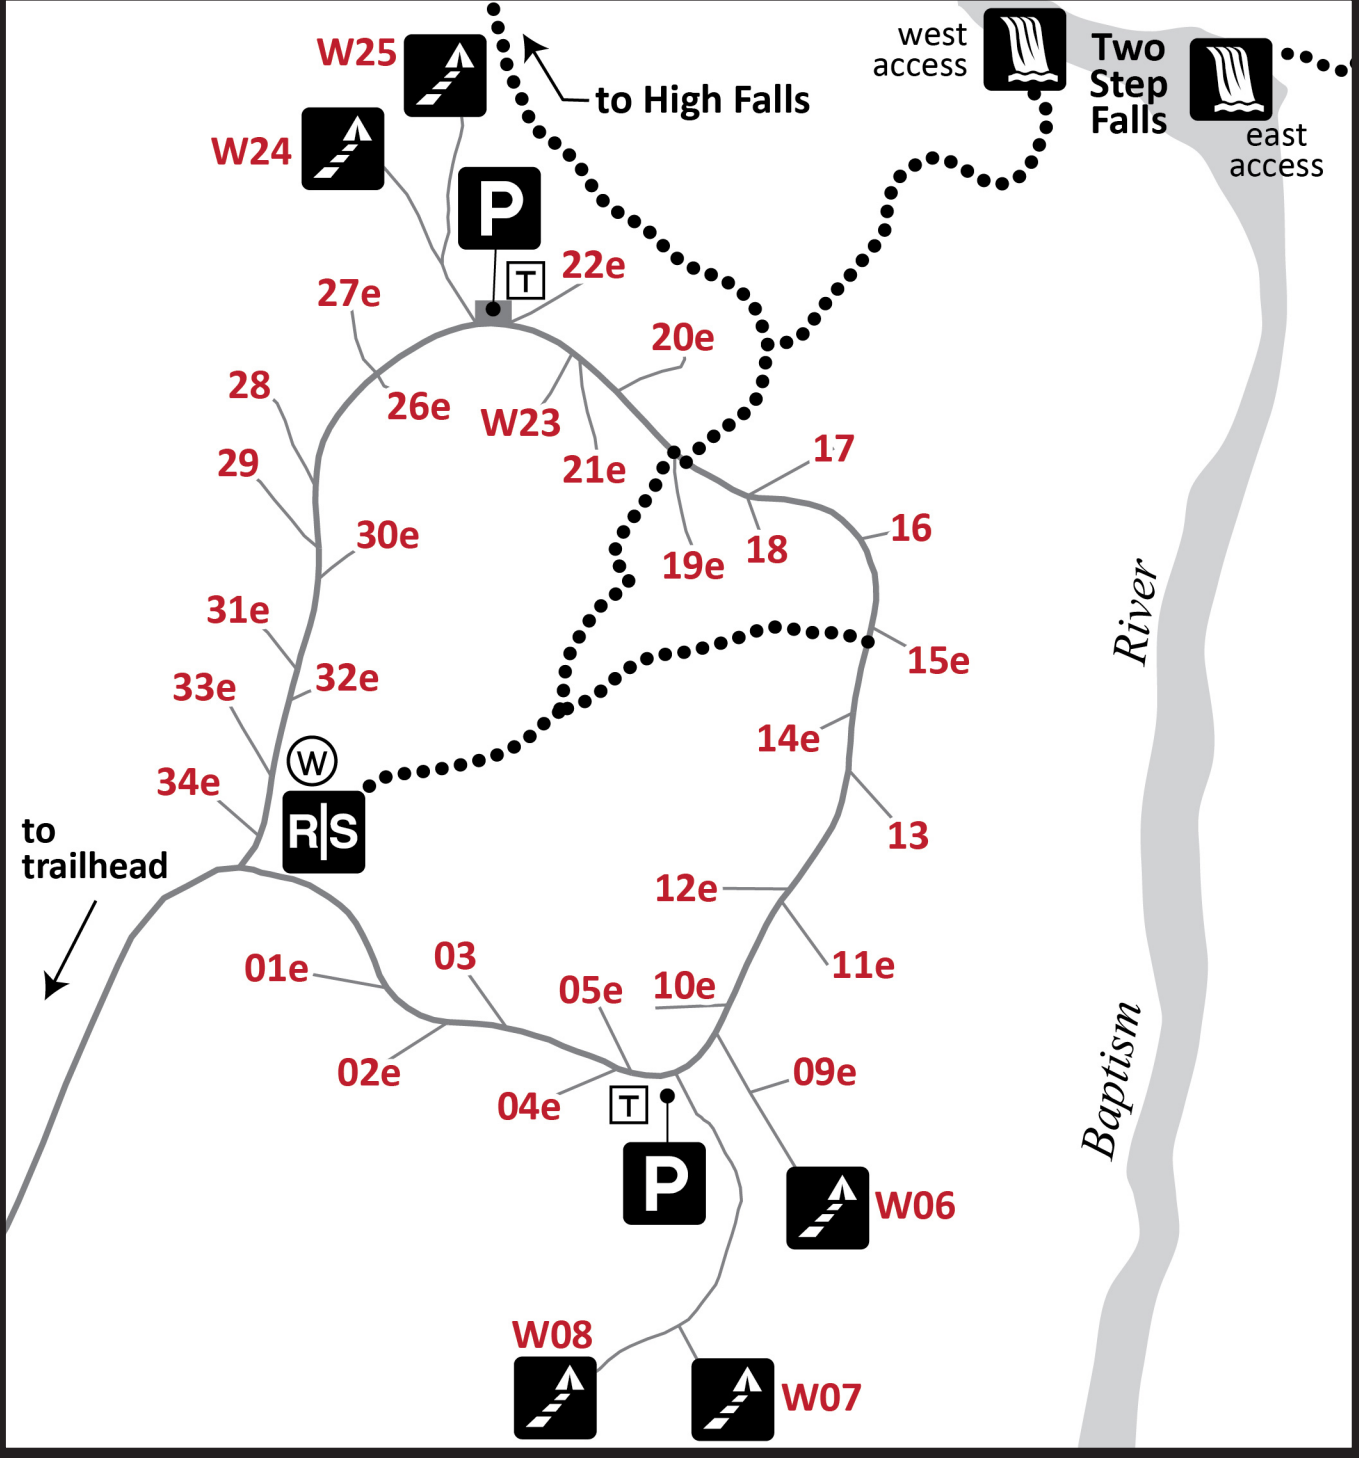 W25
west
access
Two
Step
Falls
to High Falls
east
access
W24
P
T
22e
27e
20e
28
26e
W23
17
29
21e
16
30e
18
19e
31e
15e
32e
33e
14e
W
34e
R|S
13
to
trailhead
12e
03
11e
01e
05e
10e
02e
09e
04e
T
P
W06
W08
W07
River
Baptism